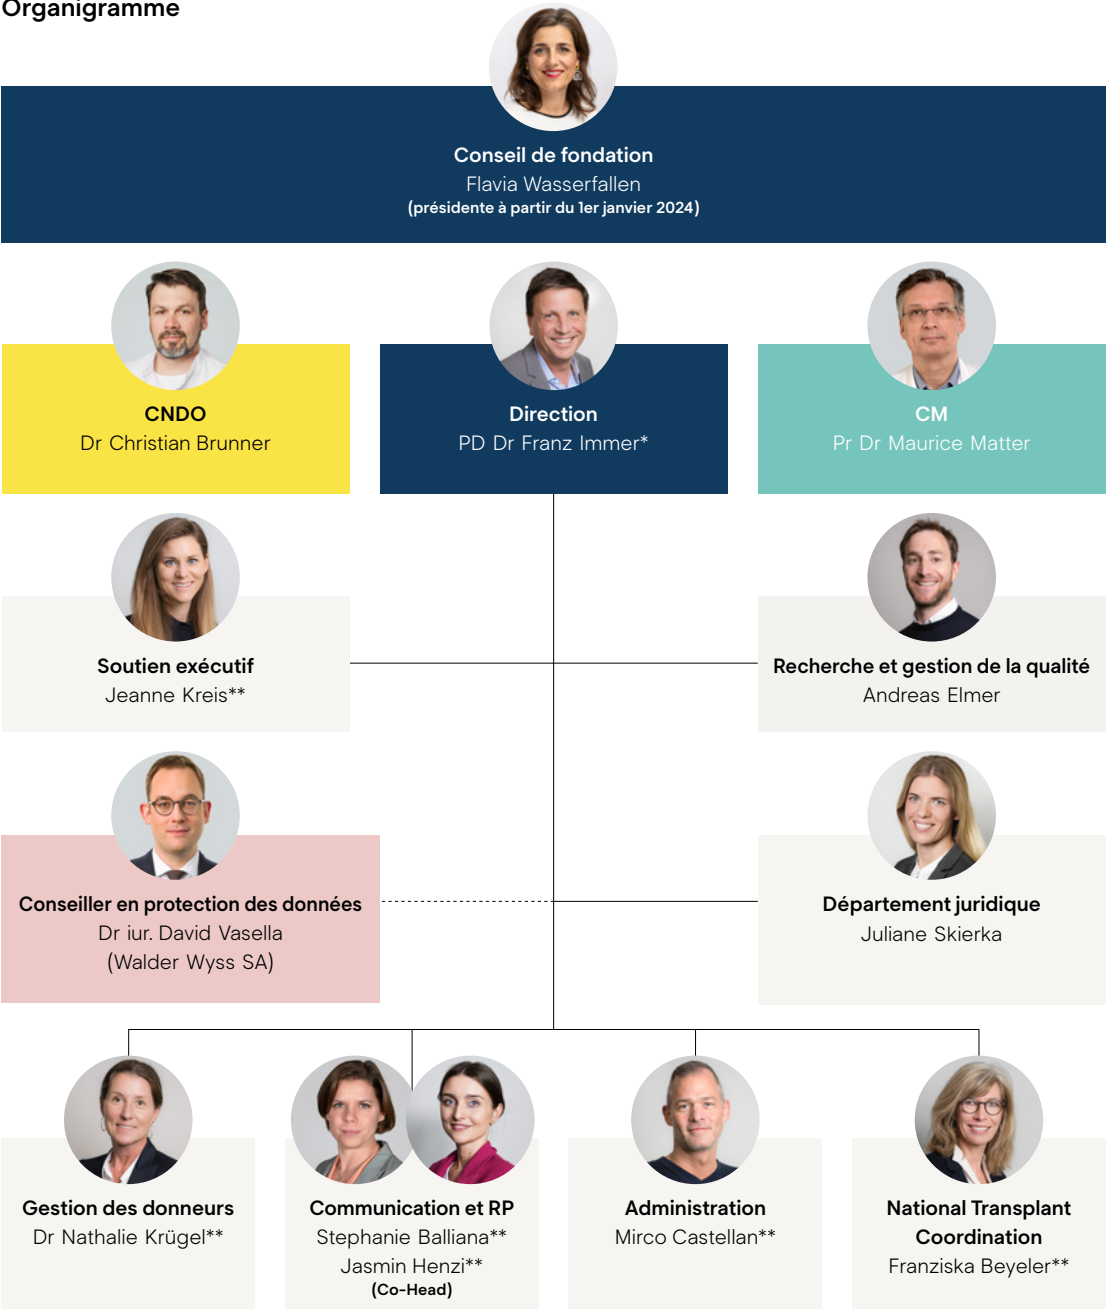 Organigramme
Conseil de fondation
Flavia Wasserfallen
(présidente à partir du 1er janvier 2024)
CNDO
Dr Christian Brunner
Direction
PD Dr Franz Immer*
CM
Pr Dr Maurice Matter
Soutien exécutif
Jeanne Kreis**
Recherche et gestion de la qualité
Andreas Elmer
Conseiller en protection des données
Dr iur. David Vasella
(Walder Wyss SA)
Département juridique
Juliane Skierka
Gestion des donneurs
Dr Nathalie Krügel**
Communication et RP
Stephanie Balliana**
Jasmin Henzi**
(Co-Head)
Administration
Mirco Castellan**
National Transplant
Coordination
Franziska Beyeler**